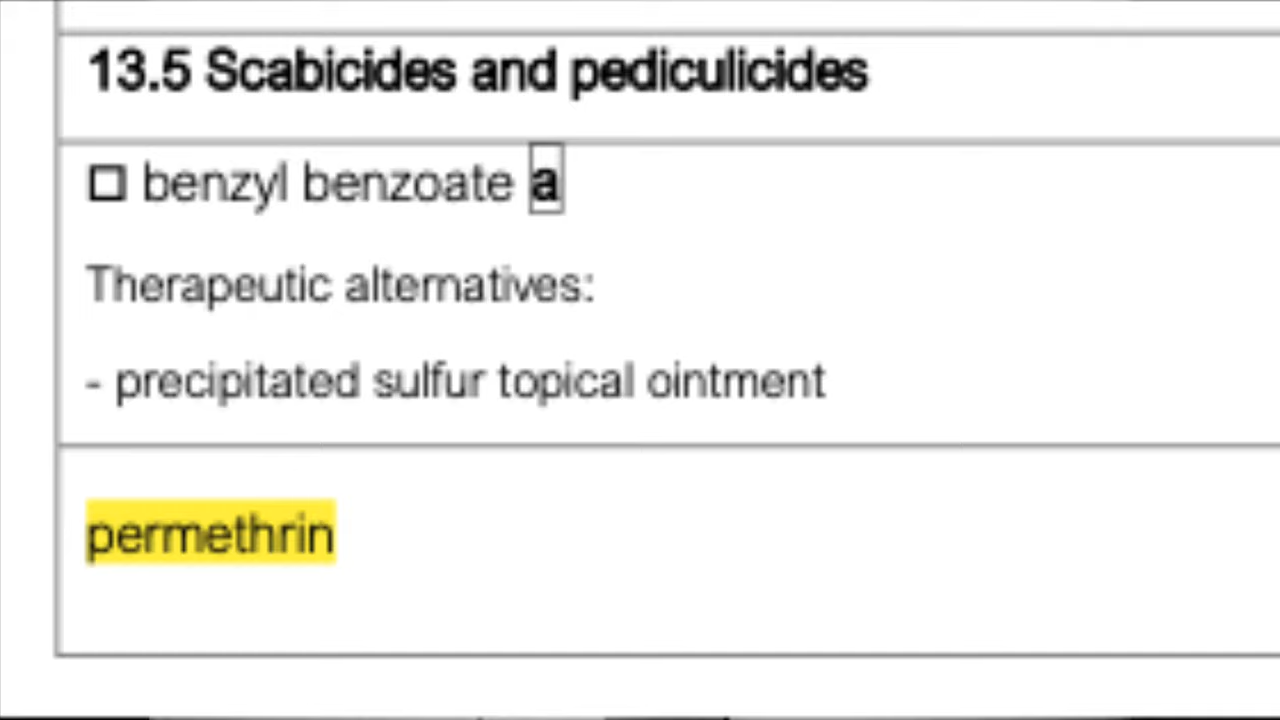 13.5 Scabicides and pediculicides
☐ benzyl benzoate a
Therapeutic alternatives:
- precipitated sulfur topical ointment
permethrin